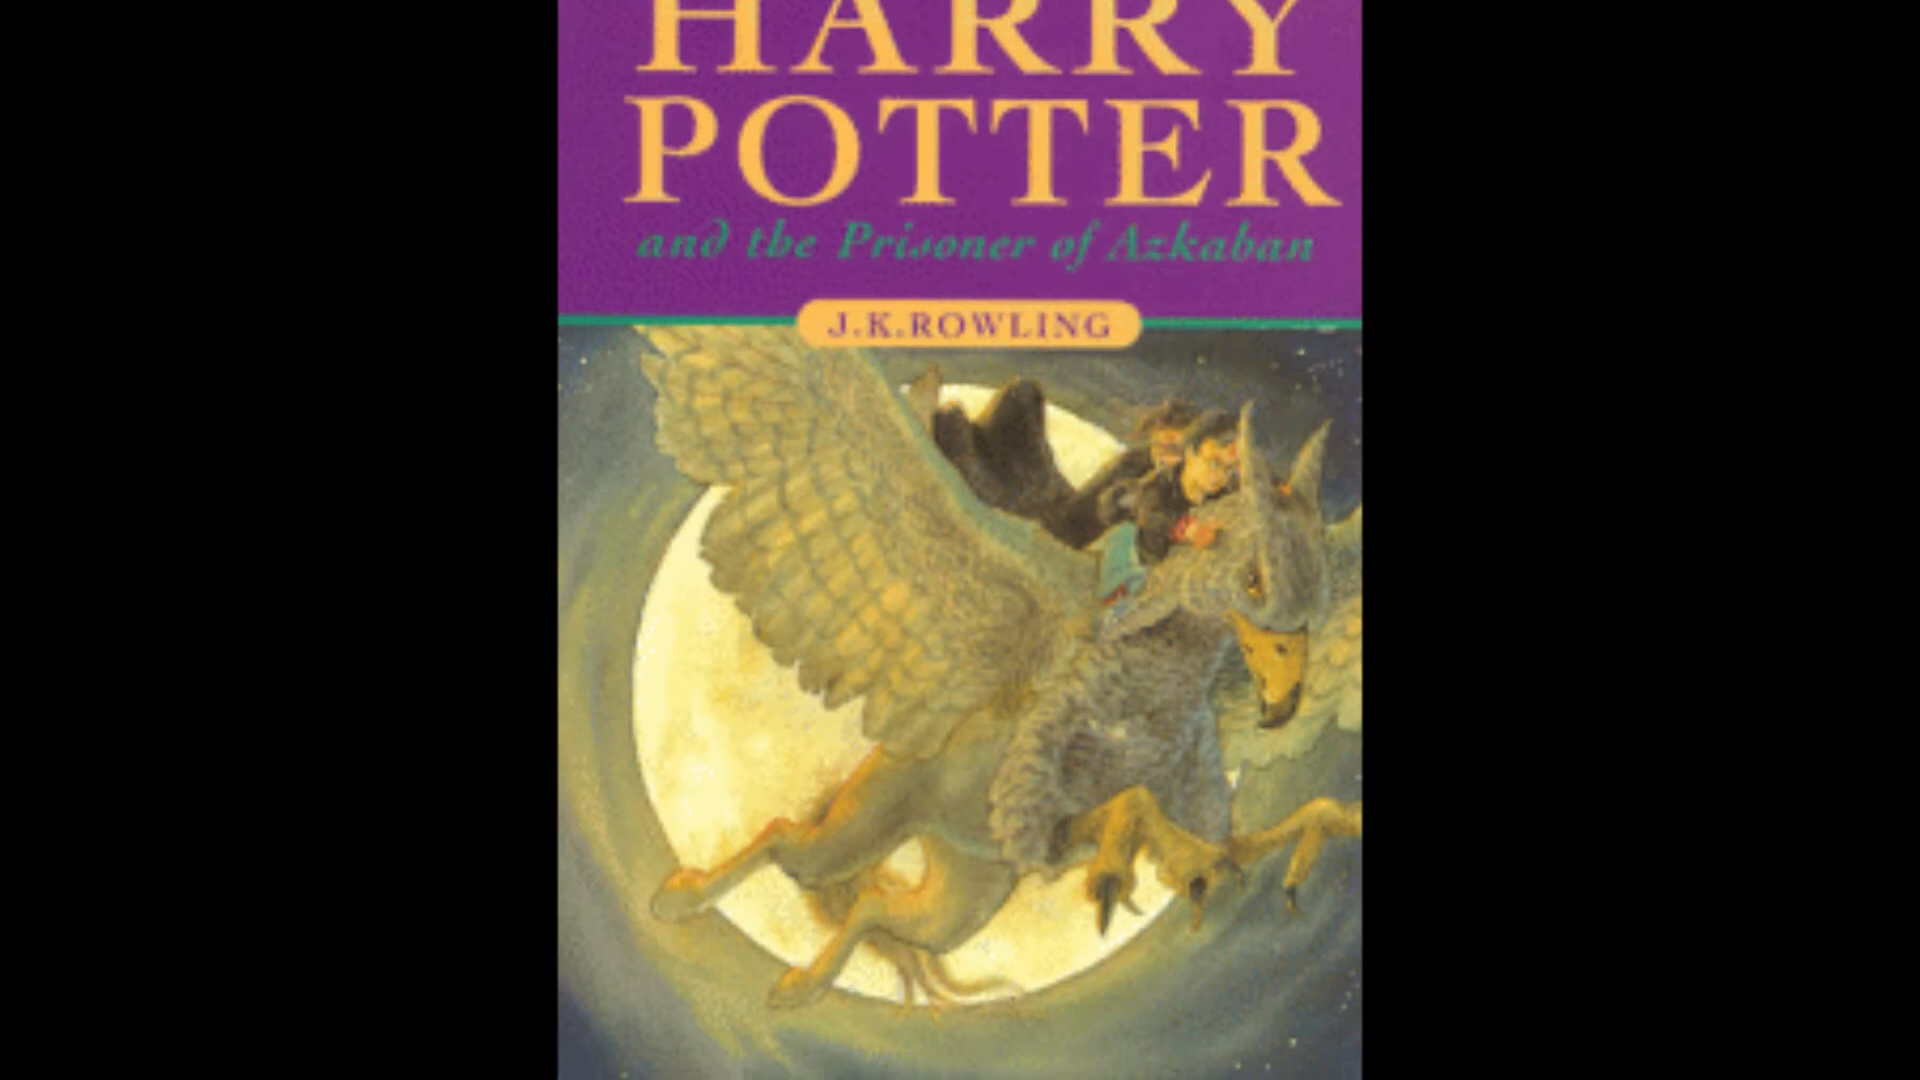 HARRY
POTTER
and the Prisoner of Azkaban
J.K.ROWLING